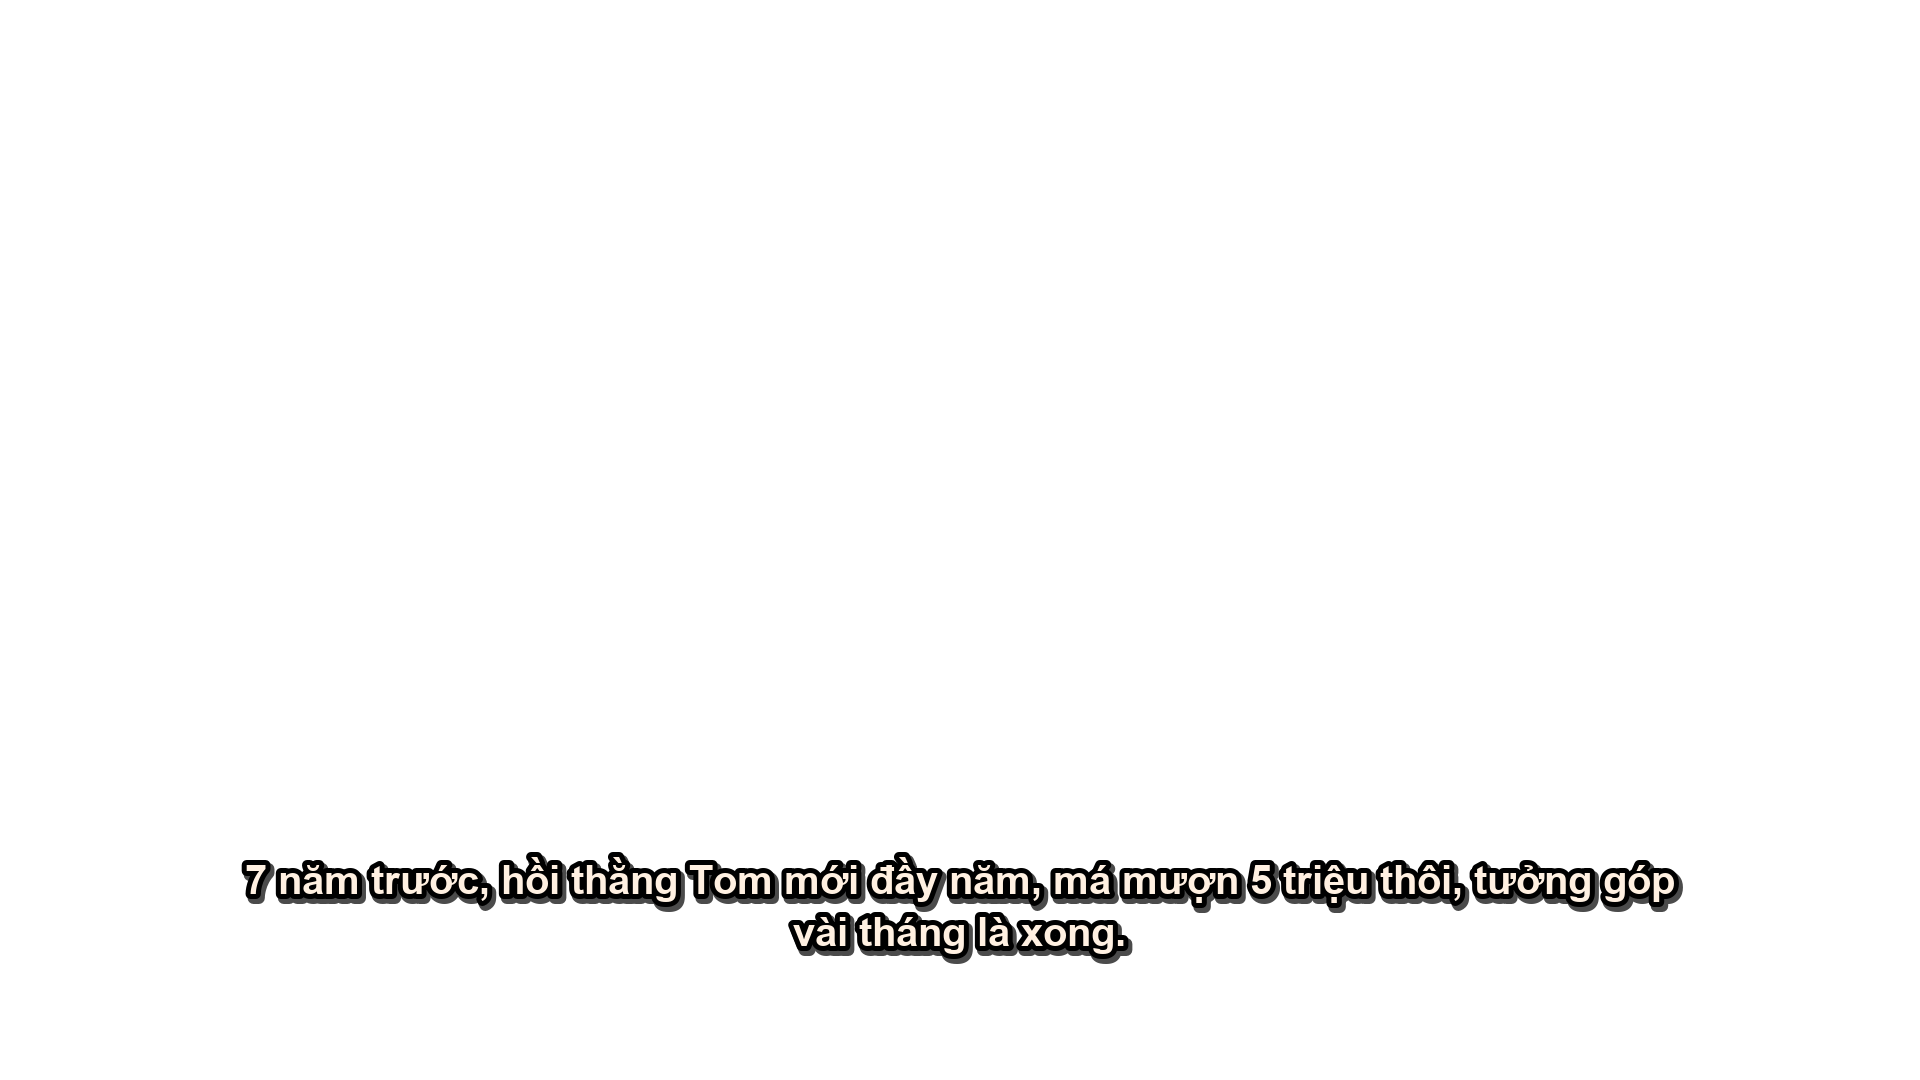 7 năm trước, hồi thằng Tom mới đầy năm, má mượn 5 triệu thôi, tưởng góp
vài tháng là xong.